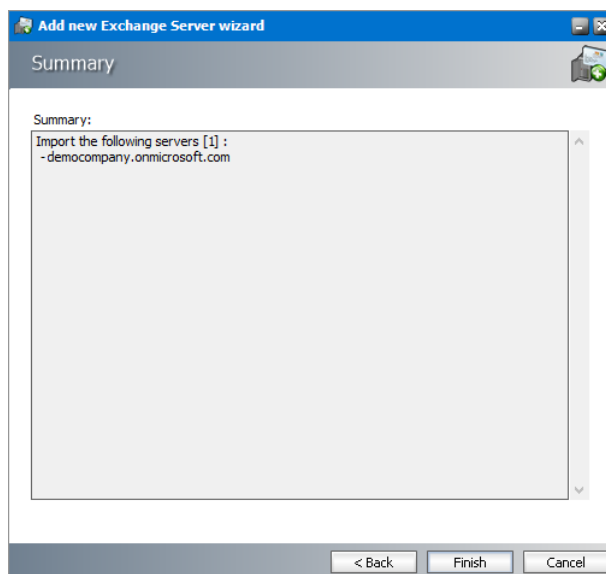 Add new Exchange Server wizard
Summary
Summary:
Import the following servers [1] :
-democompany.onmicrosoft.com
< Back
Finish
Cancel